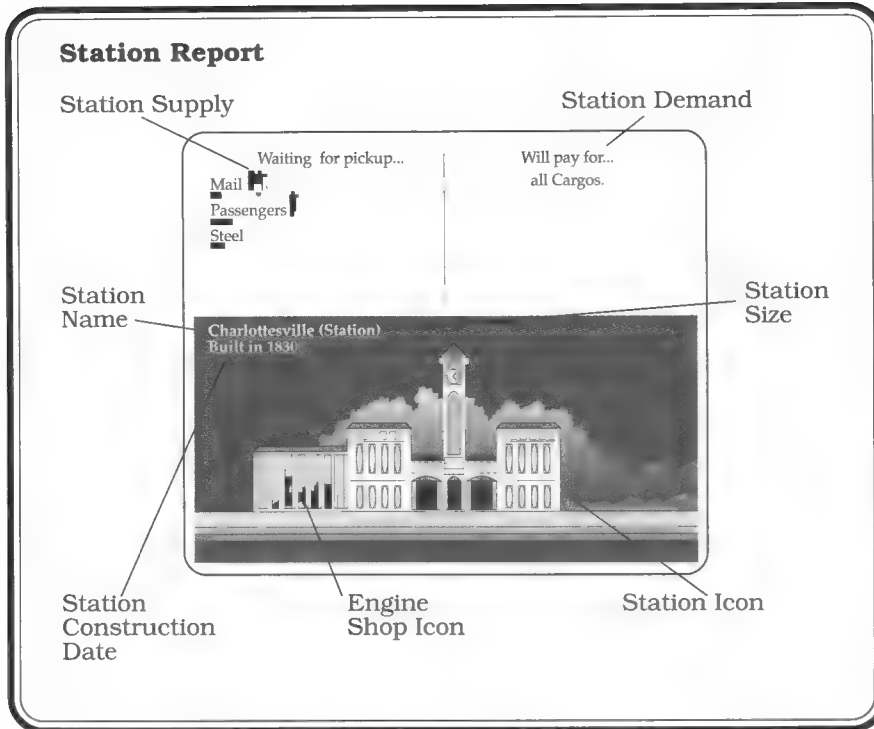 Station Report
Station Supply
Station Demand
Waiting for pickup...
Will pay for...
all Cargos.
Mail
Passengers
Steel
Station
Name
Station
Size
Charlottesville (Station)
Built in 1830
Station
Construction
Date
Engine
Shop Icon
Station Icon